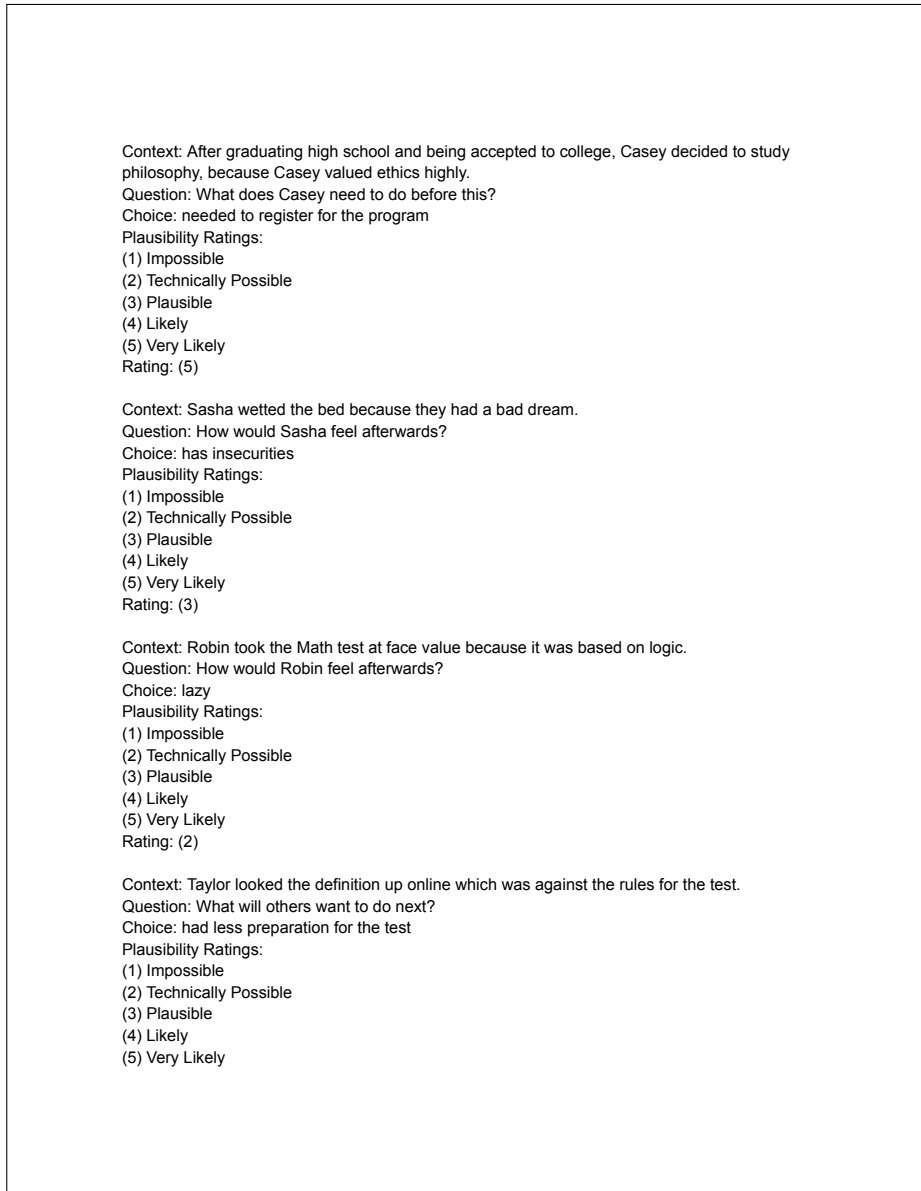 Context: After graduating high school and being accepted to college, Casey decided to study
philosophy, because Casey valued ethics highly.
Question: What does Casey need to do before this?
Choice: needed to register for the program
Plausibility Ratings:
(1) Impossible
(2) Technically Possible
(3) Plausible
(4) Likely
(5) Very Likely
Rating: (5)
Context: Sasha wetted the bed because they had a bad dream.
Question: How would Sasha feel afterwards?
Choice: has insecurities
Plausibility Ratings:
(1) Impossible
(2) Technically Possible
(3) Plausible
(4) Likely
(5) Very Likely
Rating: (3)
Context: Robin took the Math test at face value because it was based on logic.
Question: How would Robin feel afterwards?
Choice: lazy
Plausibility Ratings:
(1) Impossible
(2) Technically Possible
(3) Plausible
(4) Likely
(5) Very Likely
Rating: (2)
Context: Taylor looked the definition up online which was against the rules for the test.
Question: What will others want to do next?
Choice: had less preparation for the test
Plausibility Ratings:
(1) Impossible
(2) Technically Possible
(3) Plausible
(4) Likely
(5) Very Likely